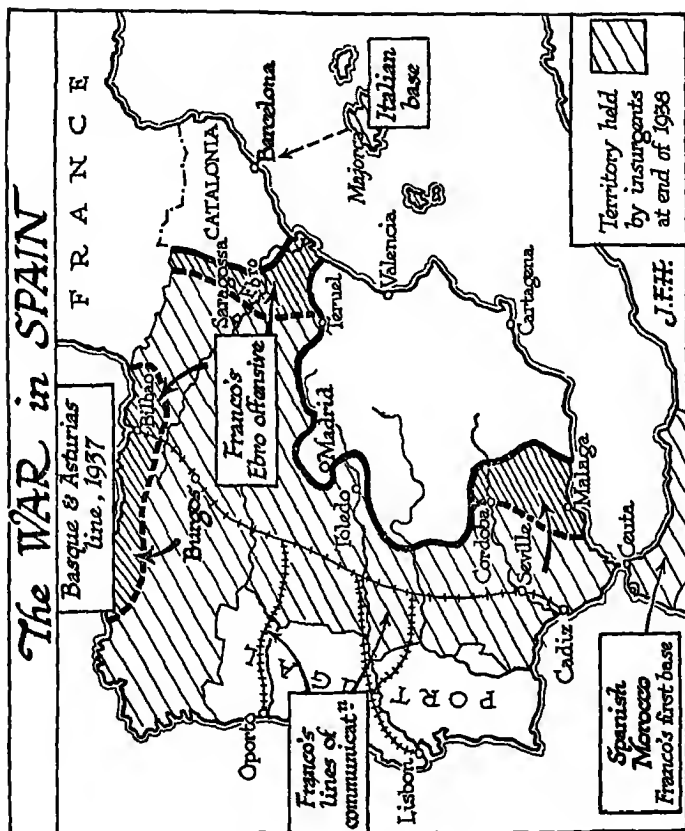 The WAR in SPAIN
FRANCE
Basque & Asturias
line, 1937
Bilbao
Burgos
CATALONIA
Saragossa
Ebro
Barcelona
Franco's
Ebro offensive
Majorca
Italian
base
Oporto
Madrid
Teruel
Toledo
Valencia
Franco's
lines of
communicatn:
PORTUGAL
Lisbon
Cordoba
Seville
Cartagena
Malaga
Cadiz
Ceuta
Spanish
Morocco
Franco's first base
Territory held
by insurgents
at end of 1938
J.F.H.